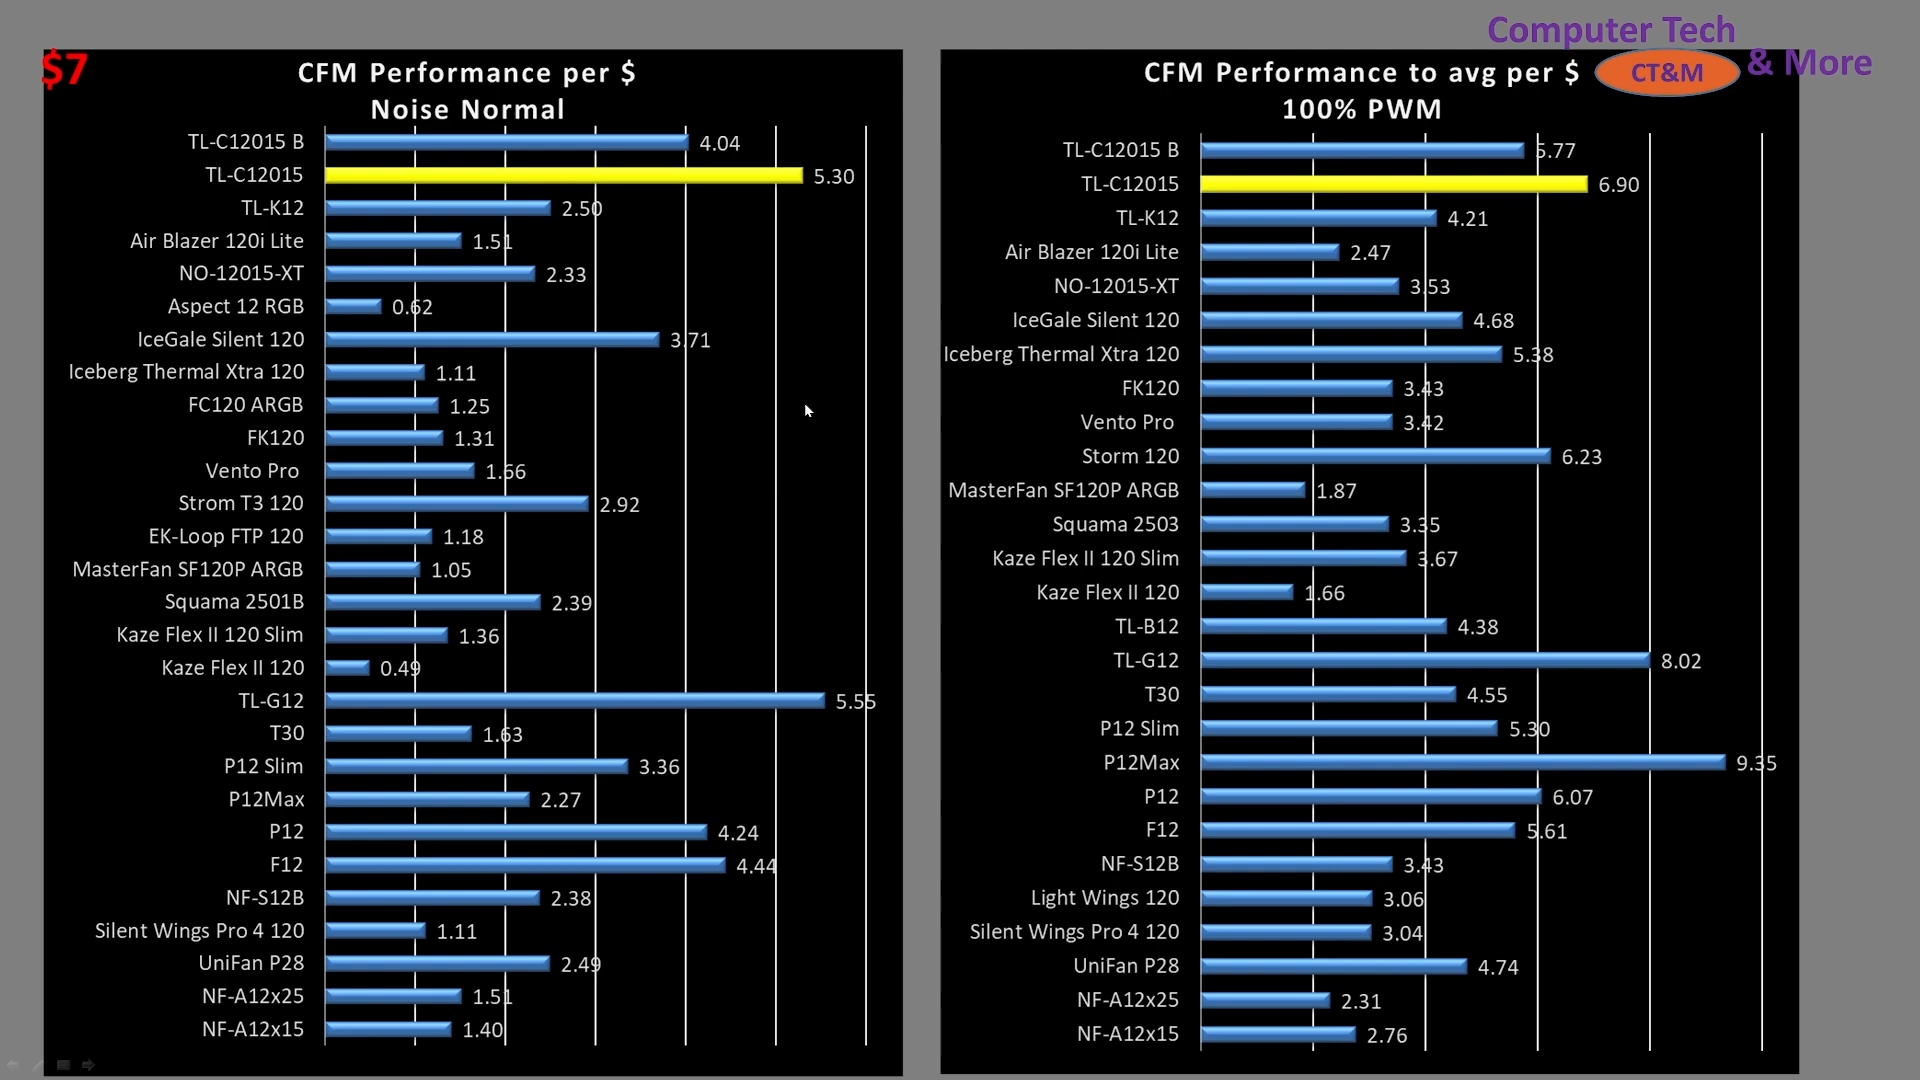 Computer Tech
CT&M
& More
$7
CFM Performance per $
Noise Normal
TL-C12015 B 4.04
TL-C12015 5.30
TL-K12 2.50
Air Blazer 120i Lite 1.51
NO-12015-XT 2.33
Aspect 12 RGB 0.62
IceGale Silent 120 3.71
Iceberg Thermal Xtra 120 1.11
FC120 ARGB 1.25
FK120 1.31
Vento Pro 1.66
Strom T3 120 2.92
EK-Loop FTP 120 1.18
MasterFan SF120P ARGB 1.05
Squama 2501B 2.39
Kaze Flex II 120 Slim 1.36
Kaze Flex II 120 0.49
TL-G12 5.55
T30 1.63
P12 Slim 3.36
P12Max 2.27
P12 4.24
F12 4.44
NF-S12B 2.38
Silent Wings Pro 4 120 1.11
UniFan P28 2.49
NF-A12x25 1.51
NF-A12x15 1.40
CFM Performance to avg per $
100% PWM
TL-C12015 B 5.77
TL-C12015 6.90
TL-K12 4.21
Air Blazer 120i Lite 2.47
NO-12015-XT 3.53
IceGale Silent 120 4.68
Iceberg Thermal Xtra 120 5.38
FK120 3.43
Vento Pro 3.42
Storm 120 6.23
MasterFan SF120P ARGB 1.87
Squama 2503 3.35
Kaze Flex II 120 Slim 3.67
Kaze Flex II 120 1.66
TL-B12 4.38
TL-G12 8.02
T30 4.55
P12 Slim 5.30
P12Max 9.35
P12 6.07
F12 5.61
NF-S12B 3.43
Light Wings 120 3.06
Silent Wings Pro 4 120 3.04
UniFan P28 4.74
NF-A12x25 2.31
NF-A12x15 2.76